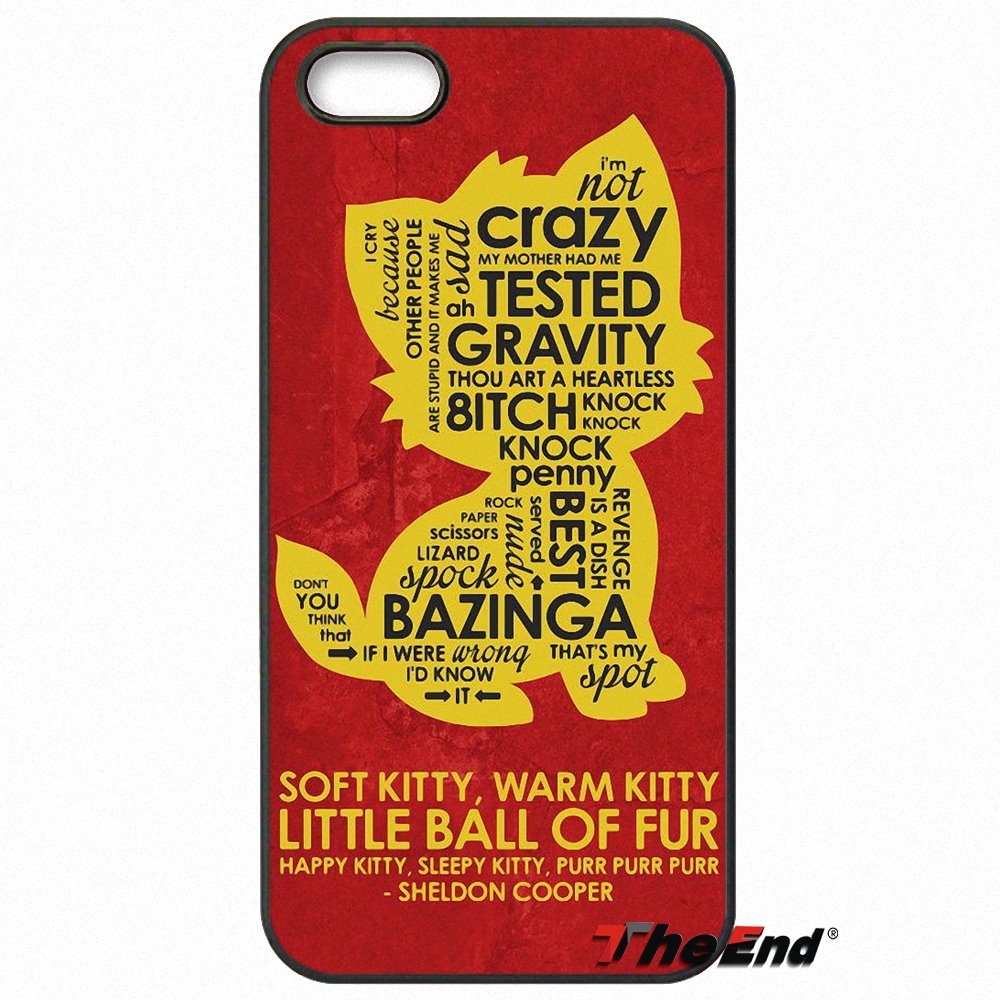 i'm
not
crazy
MY MOTHER HAD ME
TESTED
I CRY
because
OTHER PEOPLE
ARE STUPID AND IT MAKES ME
sad
ah
GRAVITY
THOU ART A HEARTLESS
8ITCH
KNOCK
KNOCK
KNOCK
penny
ROCK
PAPER
scissors
LIZARD
spock
nude
served
BEST
IS A DISH
REVENGE
BAZINGA
DON'T
YOU
THINK
that
IF I WERE wrong
I'D KNOW
IT
THAT'S my
spot
SOFT KITTY, WARM KITTY
LITTLE BALL OF FUR
HAPPY KITTY, SLEEPY KITTY, PURR PURR PURR
- SHELDON COOPER
TheEnd®